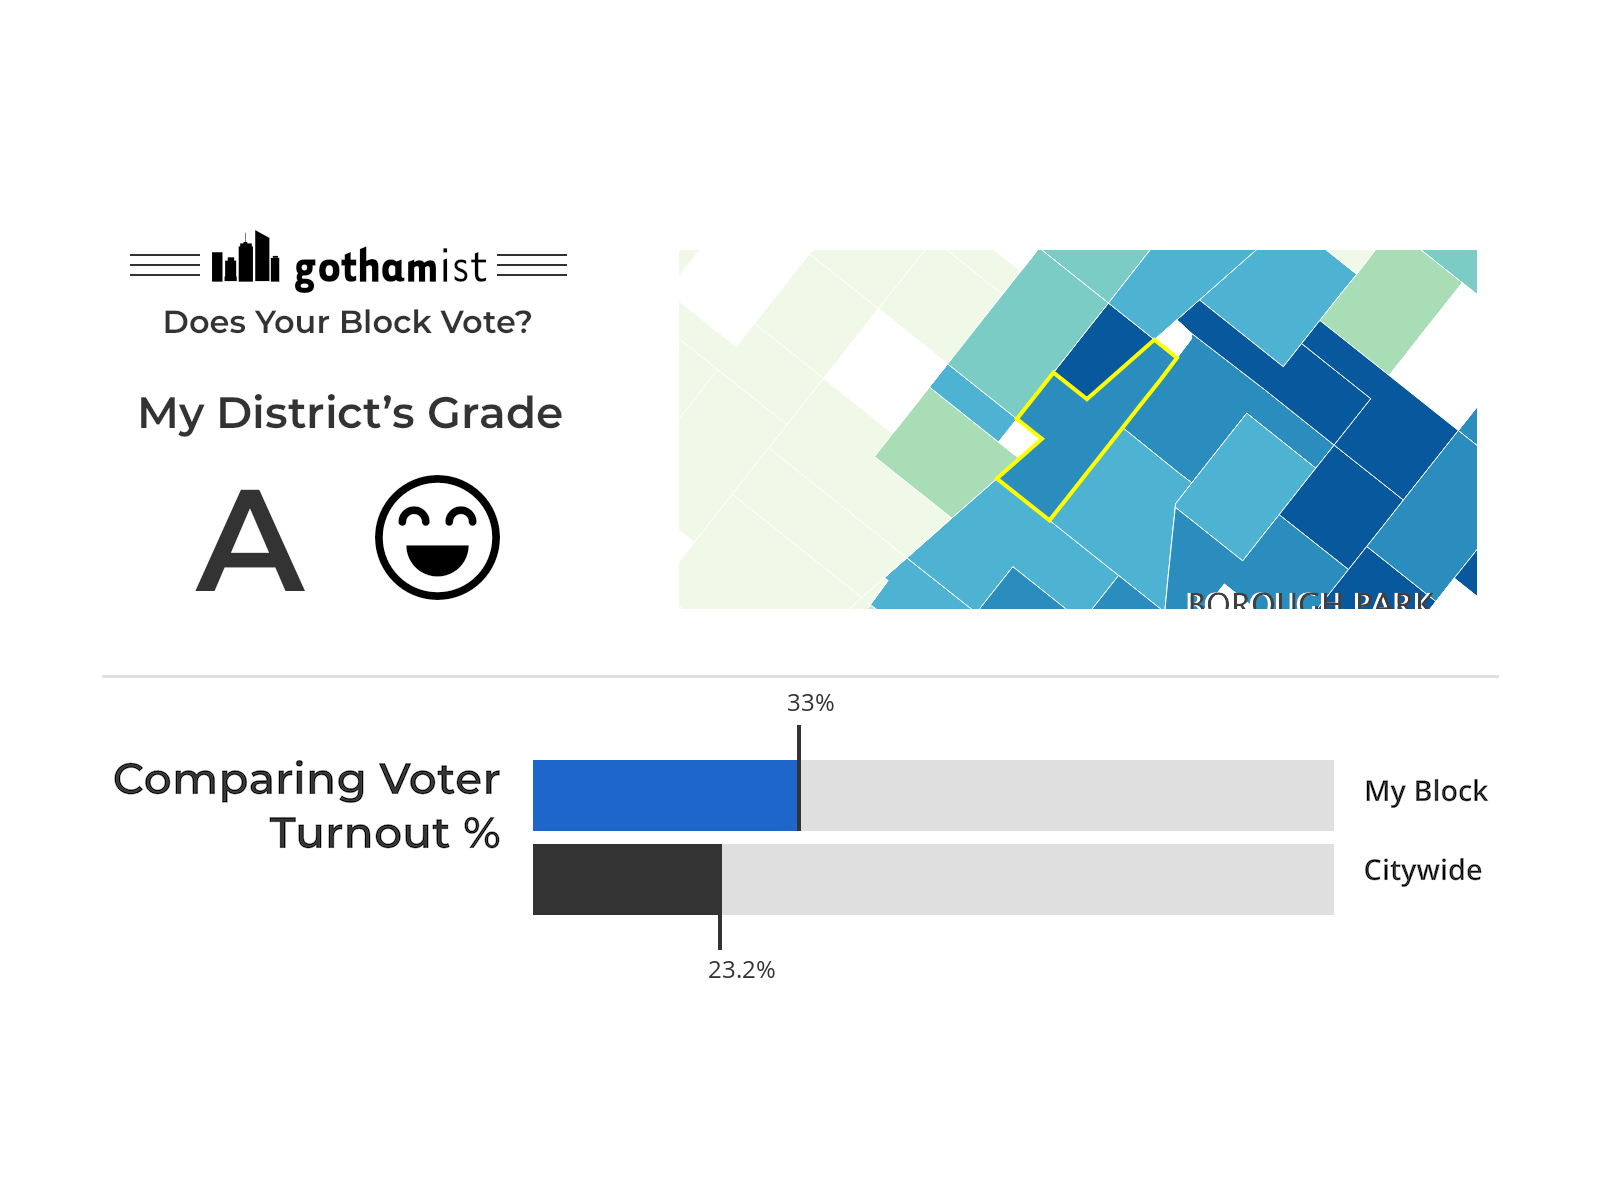 gothamist
Does Your Block Vote?
My District’s Grade
A
BOROUGH PARK
33%
Comparing Voter
Turnout %
My Block
Citywide
23.2%